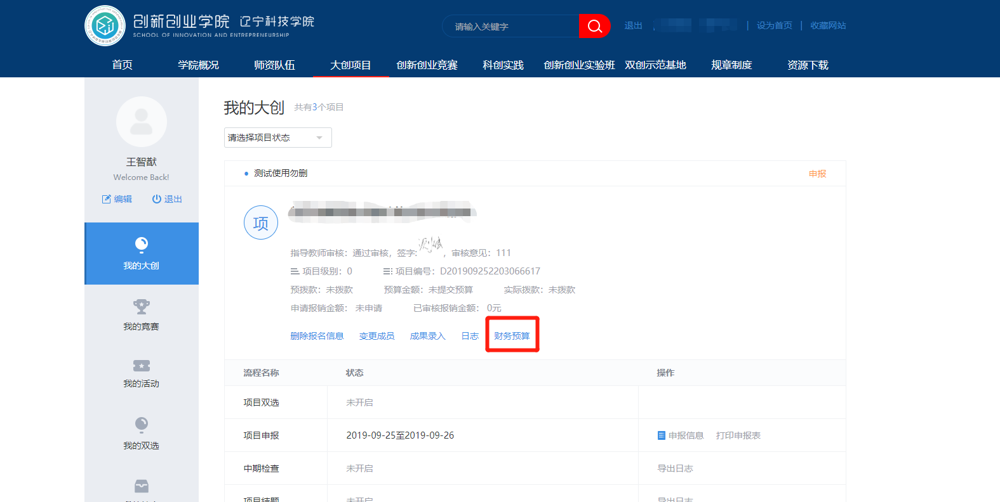 创新创业学院 辽宁科技学院
SCHOOL OF INNOVATION AND ENTREPRENEURSHIP
请输入关键字
退出 | 设为首页 | 收藏网站
首页 学院概况 师资队伍 大创项目 创新创业竞赛 科创实践 创新创业实验班 双创示范基地 规章制度 资源下载
王智猷
Welcome Back!
编辑 退出
我的大创
我的竞赛
我的活动
我的双选
我的大创 共有3个项目
请选择项目状态
测试使用勿删 申报
项
指导教师审核：通过审核，签字: 测试 ，审核意见：111
项目级别：0 项目编号：D201909252203066617
预拨款：未拨款 预算金额：未提交预算 实际拨款：未拨款
申请报销金额： 未申请 已审核报销金额： 0元
删除报名信息 变更成员 成果录入 日志 财务预算
流程名称 状态 操作
项目双选 未开启
项目申报 2019-09-25至2019-09-26 申报信息 打印申报表
中期检查 未开启 导出日志
项目结题 未开启 导出日志